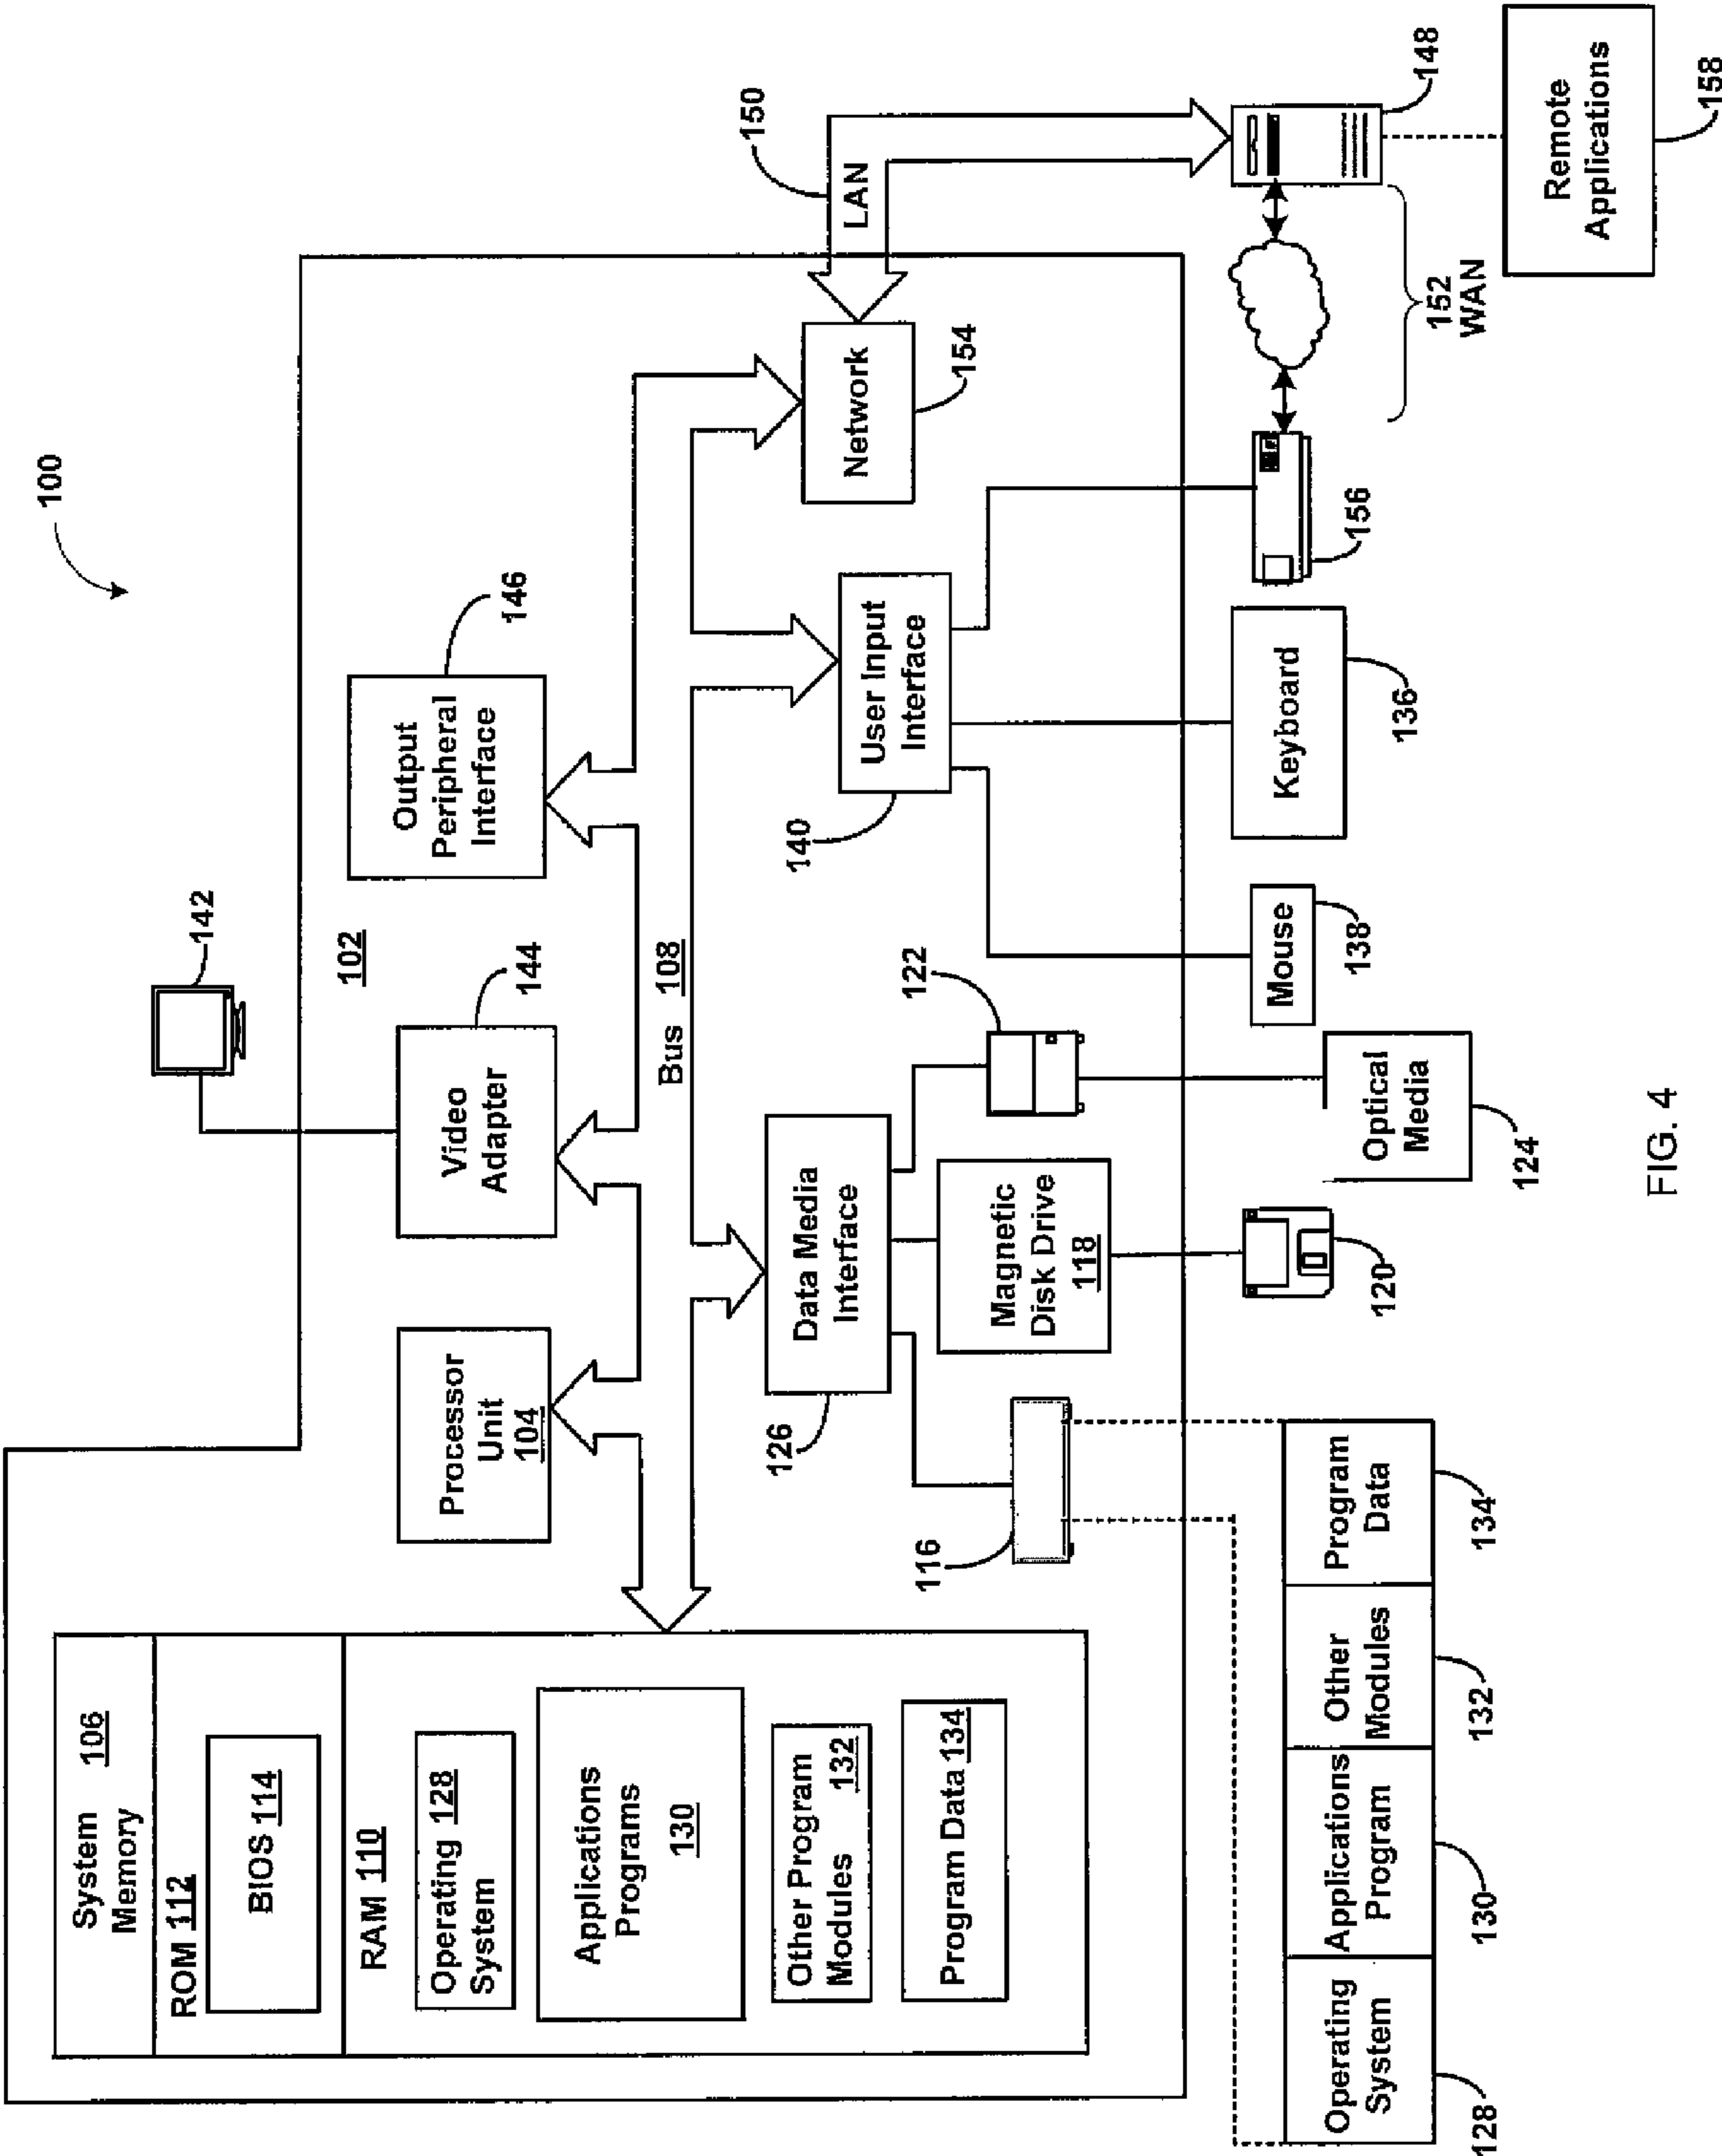 100
142
102
System
Memory
106
ROM 112
BIOS 114
RAM 110
Operating 128
System
Applications
Programs
130
Other Program
Modules 132
Program Data 134
Processor
Unit
104
Video
Adapter
144
Output
Peripheral
Interface
146
Bus 108
Data Media
Interface
126
User Input
Interface
140
Network
154
LAN
150
116
Magnetic
Disk Drive
118
122
120
Optical
Media
124
Mouse
138
Keyboard
136
156
152
WAN
148
Remote
Applications
158
Operating
System
128
Applications
Program
130
Other
Modules
132
Program
Data
134
FIG. 4